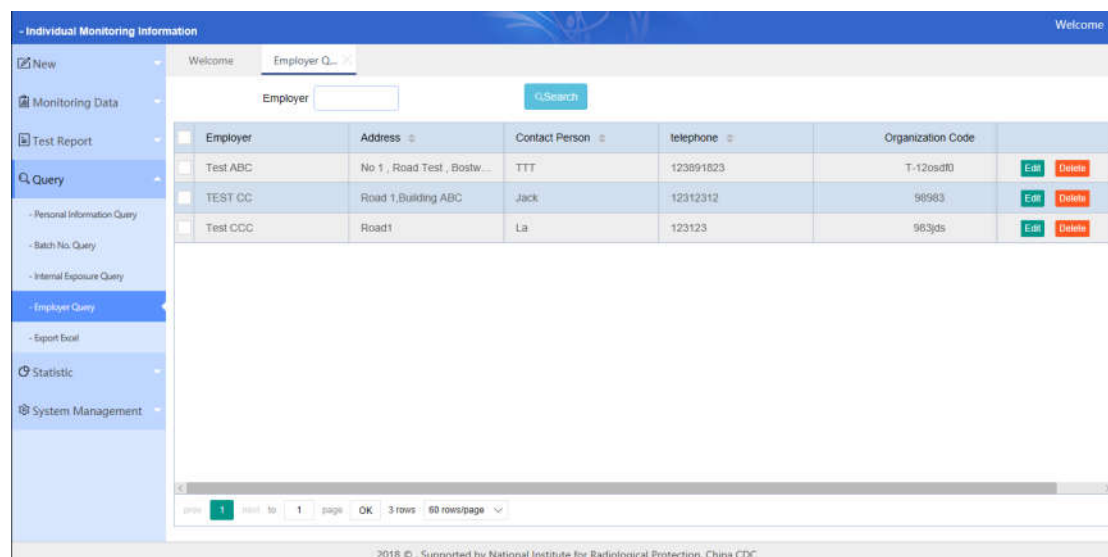 - Individual Monitoring Information
Welcome
New
Welcome
Employer Q...
Monitoring Data
Employer
Search
Test Report
Employer Address Contact Person telephone Organization Code
Query
Test ABC No 1 , Road Test , Bostw... TTT 123891823 T-12osdf0 Edit Delete
TEST CC Road 1,Building ABC Jack 12312312 98983 Edit Delete
Test CCC Road1 La 123123 983jds Edit Delete
- Personal Information Query
- Batch No. Query
- Internal Exposure Query
- Employer Query
- Export Excel
Statistic
System Management
prev 1 next to 1 page OK 3 rows 60 rows/page
2018 © , Supported by National Institute for Radiological Protection, China CDC